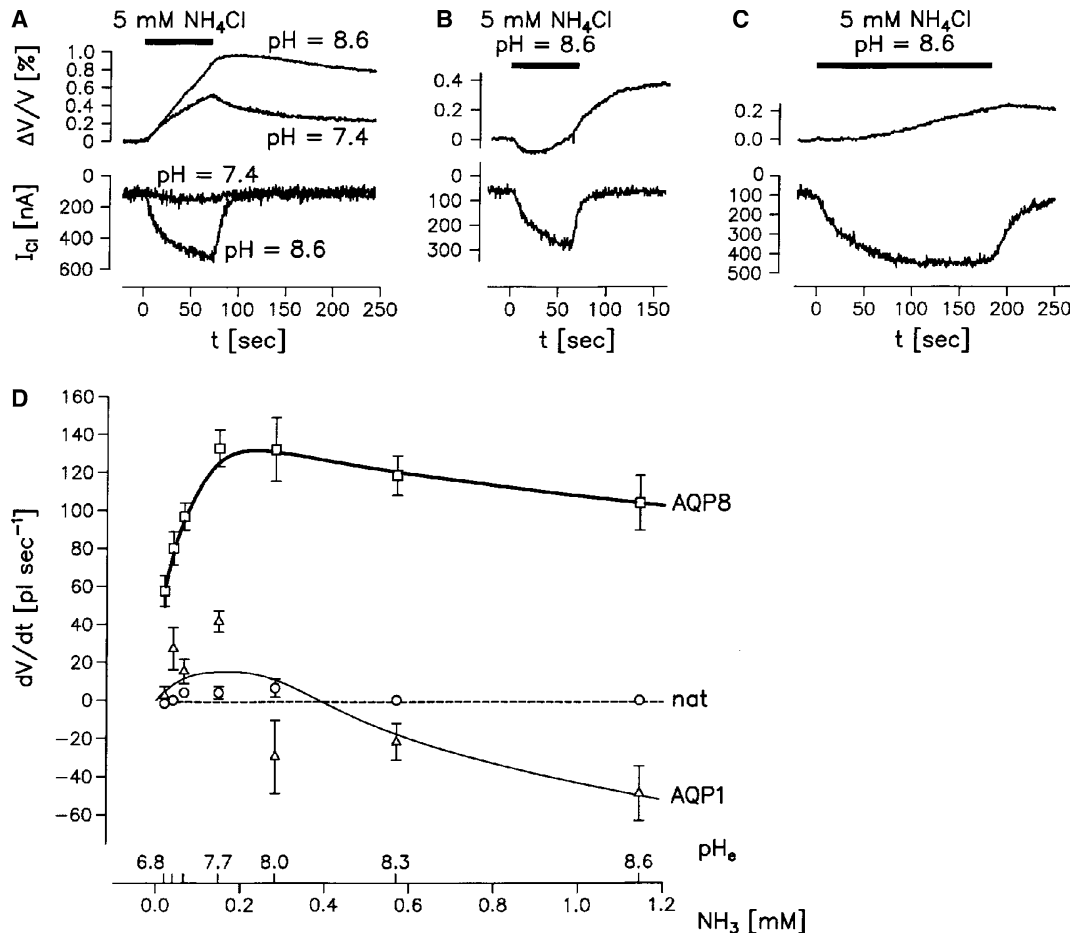 A
5 mM NH₄Cl
pH = 8.6
pH = 7.4
ΔV/V [%]
1.0
0.8
0.6
0.4
0.2
0
pH = 7.4
pH = 8.6
I_Cl [nA]
0
200
400
600
0 50 100 150 200 250
t [sec]
B
5 mM NH₄Cl
pH = 8.6
0.4
0.2
0
0
100
200
300
0 50 100 150
t [sec]
C
5 mM NH₄Cl
pH = 8.6
0.2
0.0
0
100
200
300
400
500
0 50 100 150 200 250
t [sec]
D
dV/dt [pl sec⁻¹]
160
140
120
100
80
60
40
20
0
−20
−40
−60
AQP8
nat
AQP1
6.8 7.7 8.0 8.3 8.6 pHₑ
0.0 0.2 0.4 0.6 0.8 1.0 1.2
NH₃ [mM]